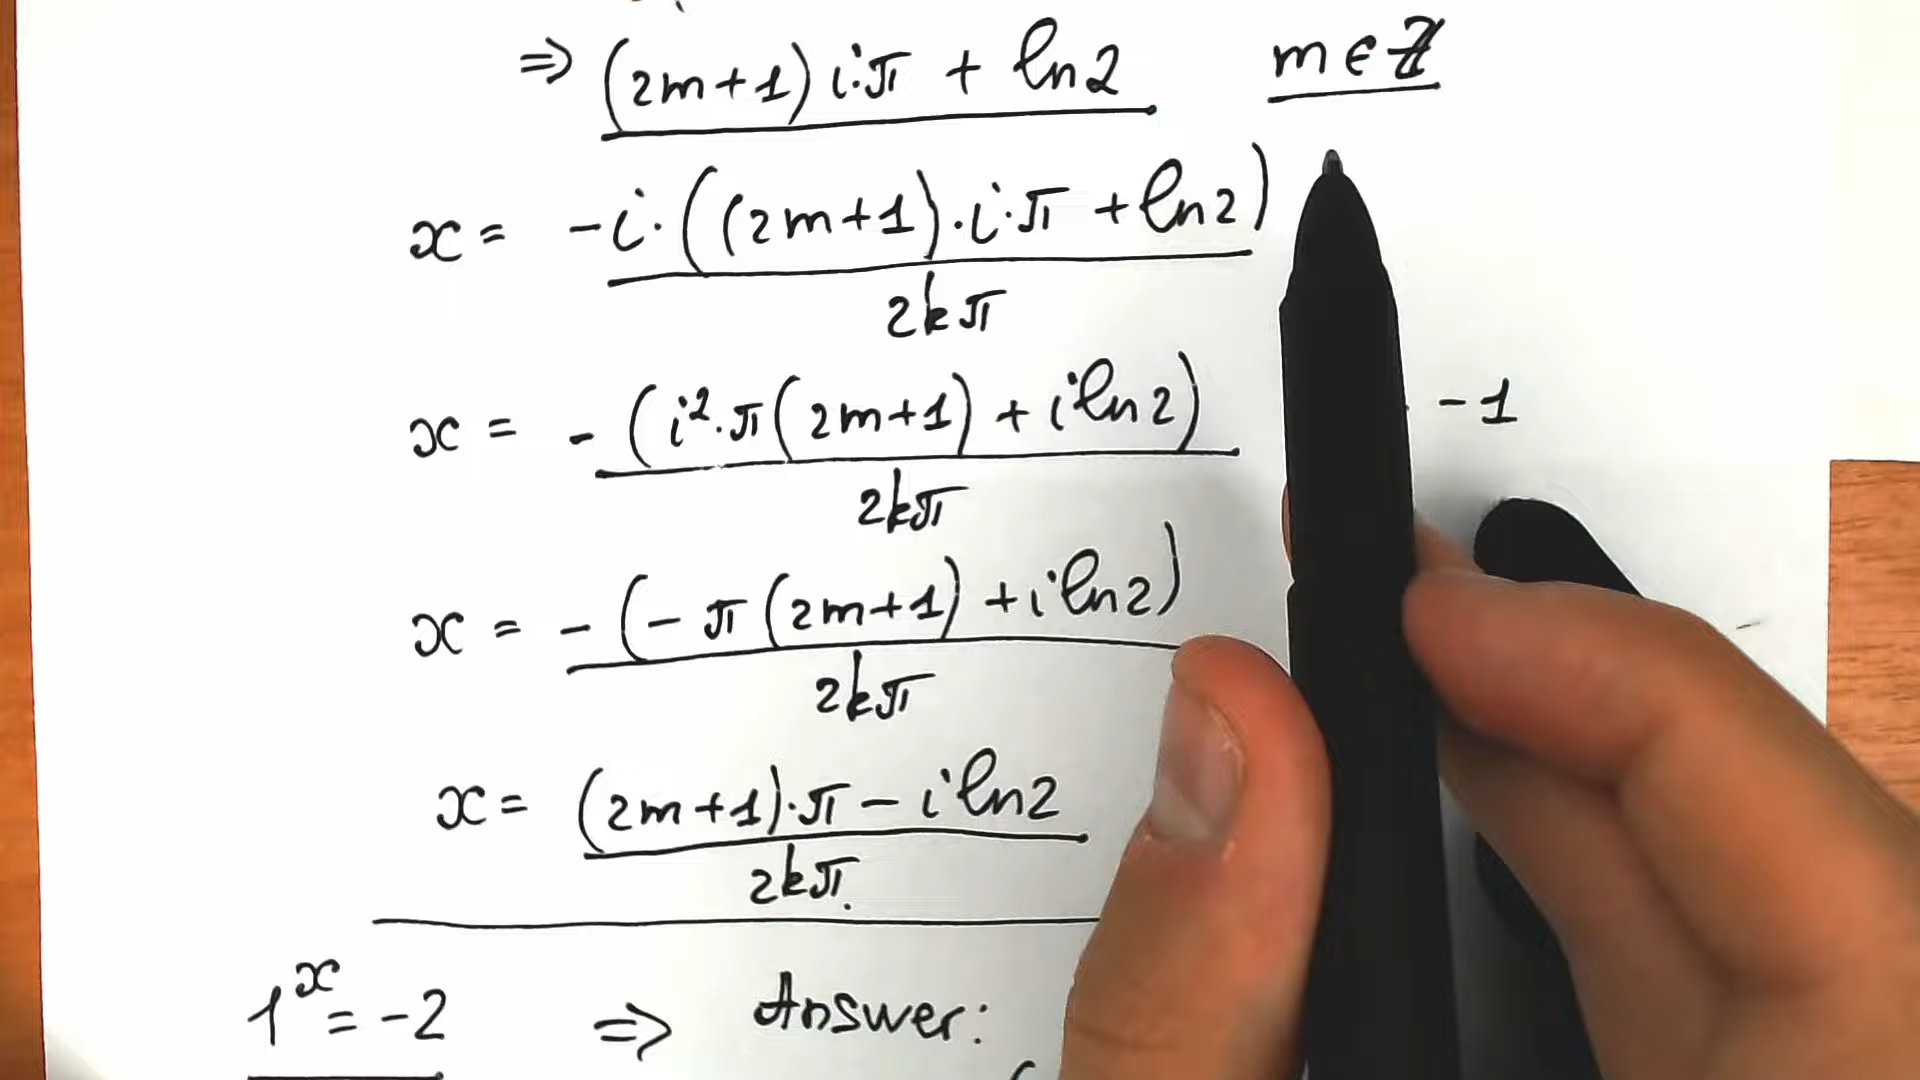 ⇒ (2m+1) i·π + ln2 m∈ℤ
x = -i·((2m+1)·i·π + ln2) / 2kπ
x = -(i²·π(2m+1) + i ln2) / 2kπ -1
x = -(-π(2m+1) + i ln2) / 2kπ
x = (2m+1)·π - i ln2 / 2kπ.
1^x = -2 ⇒ Answer: